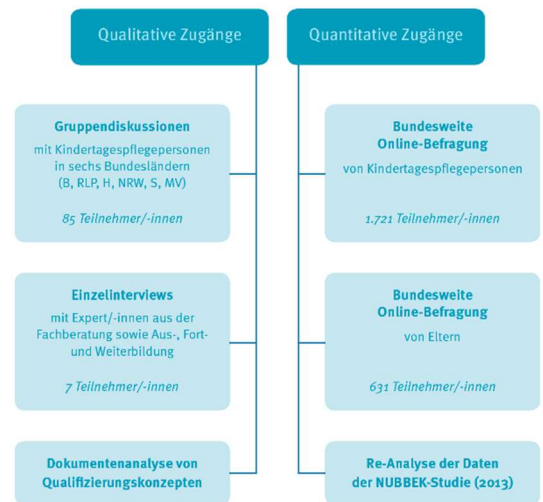 Qualitative Zugänge
Gruppendiskussionen
mit Kindertagespflegepersonen
in sechs Bundesländern
(B, RLP, H, NRW, S, MV)
85 Teilnehmer/-innen
Einzelinterviews
mit Expert/-innen aus der
Fachberatung sowie Aus-, Fort-
und Weiterbildung
7 Teilnehmer/-innen
Dokumentenanalyse von
Qualifizierungskonzepten
Quantitative Zugänge
Bundesweite
Online-Befragung
von Kindertagespflegepersonen
1.721 Teilnehmer/-innen
Bundesweite
Online-Befragung
von Eltern
631 Teilnehmer/-innen
Re-Analyse der Daten
der NUBBEK-Studie (2013)